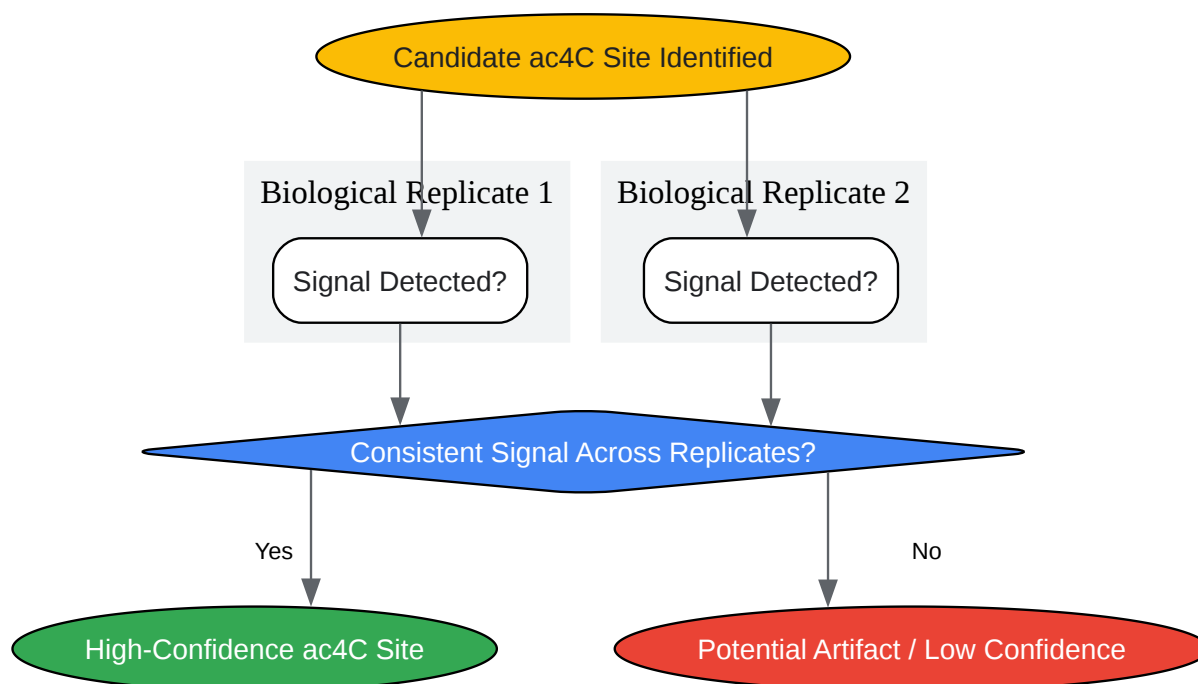 Candidate ac4C Site Identified
Biological Replicate 1
Biological Replicate 2
Signal Detected?
Signal Detected?
Consistent Signal Across Replicates?
Yes
No
High-Confidence ac4C Site
Potential Artifact / Low Confidence